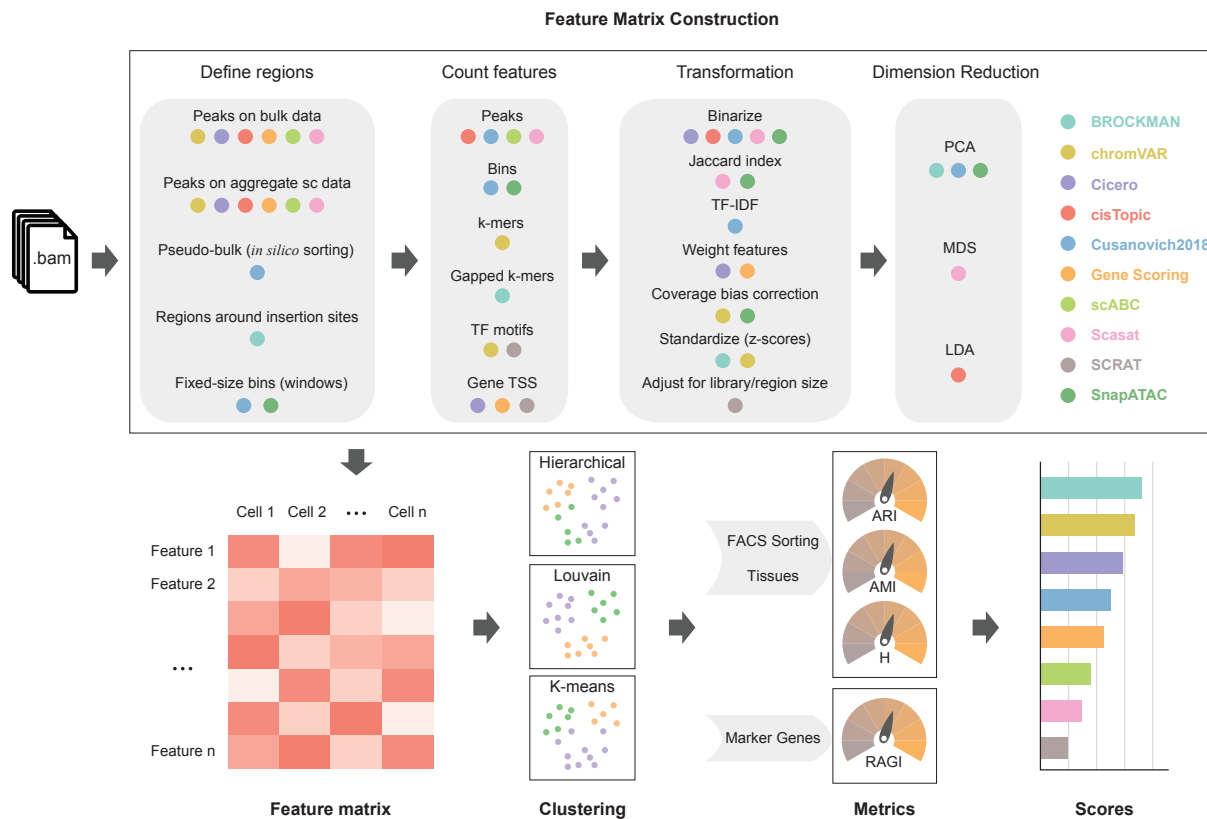 Feature Matrix Construction
Define regions
Count features
Transformation
Dimension Reduction
Peaks on bulk data
Peaks on aggregate sc data
Pseudo-bulk (in silico sorting)
Regions around insertion sites
Fixed-size bins (windows)
Peaks
Bins
k-mers
Gapped k-mers
TF motifs
Gene TSS
Binarize
Jaccard index
TF-IDF
Weight features
Coverage bias correction
Standardize (z-scores)
Adjust for library/region size
PCA
MDS
LDA
BROCKMAN
chromVAR
Cicero
cisTopic
Cusanovich2018
Gene Scoring
scABC
Scasat
SCRAT
SnapATAC
.bam
Cell 1 Cell 2 ••• Cell n
Feature 1
Feature 2
•••
Feature n
Feature matrix
Hierarchical
Louvain
K-means
Clustering
FACS Sorting
Tissues
Marker Genes
ARI
AMI
H
RAGI
Metrics
Scores